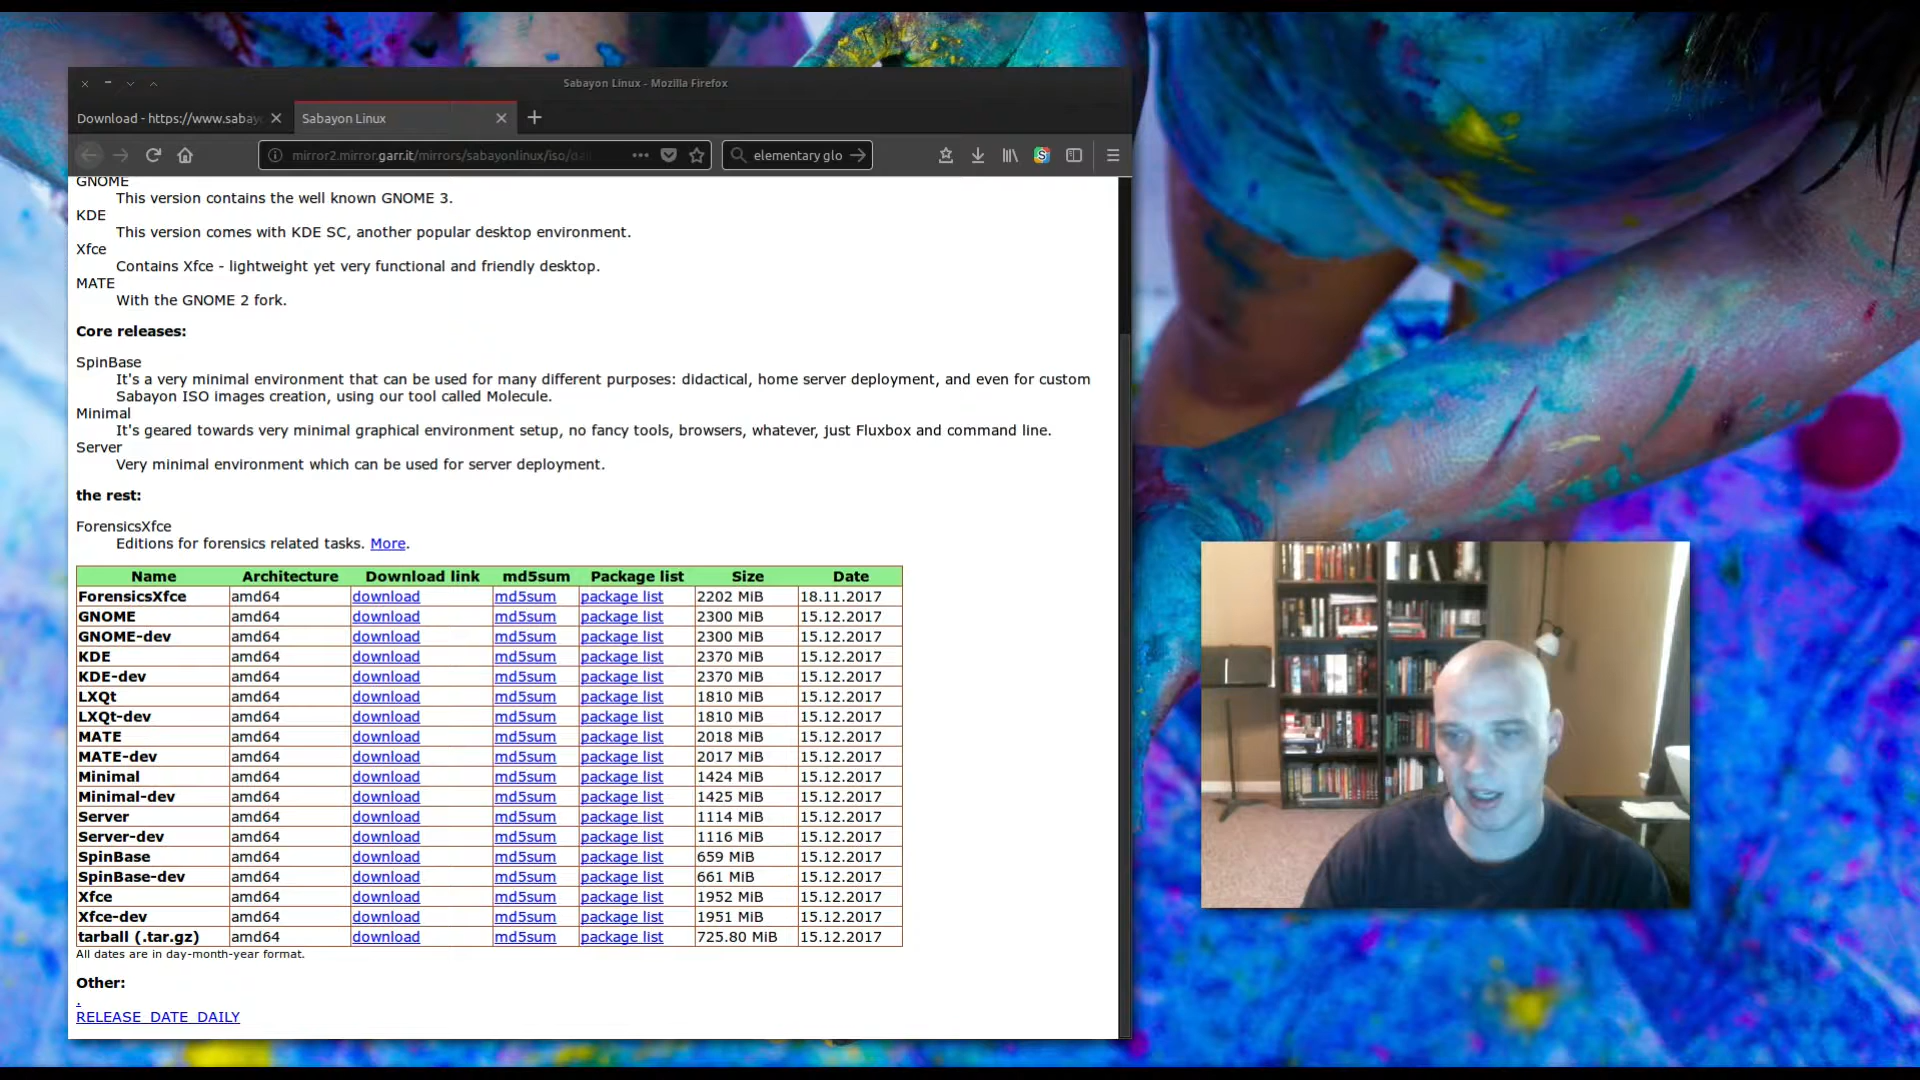 Sabayon Linux - Mozilla Firefox
Download - https://www.sabay
Sabayon Linux
mirror2.mirror.garr.it/mirrors/sabayonlinux/iso/dai
elementary glo
GNOME
This version contains the well known GNOME 3.
KDE
This version comes with KDE SC, another popular desktop environment.
Xfce
Contains Xfce - lightweight yet very functional and friendly desktop.
MATE
With the GNOME 2 fork.
Core releases:
SpinBase
It's a very minimal environment that can be used for many different purposes: didactical, home server deployment, and even for custom
Sabayon ISO images creation, using our tool called Molecule.
Minimal
It's geared towards very minimal graphical environment setup, no fancy tools, browsers, whatever, just Fluxbox and command line.
Server
Very minimal environment which can be used for server deployment.
the rest:
ForensicsXfce
Editions for forensics related tasks. More.
Name Architecture Download link md5sum Package list Size Date
ForensicsXfce amd64 download md5sum package list 2202 MiB 18.11.2017
GNOME amd64 download md5sum package list 2300 MiB 15.12.2017
GNOME-dev amd64 download md5sum package list 2300 MiB 15.12.2017
KDE amd64 download md5sum package list 2370 MiB 15.12.2017
KDE-dev amd64 download md5sum package list 2370 MiB 15.12.2017
LXQt amd64 download md5sum package list 1810 MiB 15.12.2017
LXQt-dev amd64 download md5sum package list 1810 MiB 15.12.2017
MATE amd64 download md5sum package list 2018 MiB 15.12.2017
MATE-dev amd64 download md5sum package list 2017 MiB 15.12.2017
Minimal amd64 download md5sum package list 1424 MiB 15.12.2017
Minimal-dev amd64 download md5sum package list 1425 MiB 15.12.2017
Server amd64 download md5sum package list 1114 MiB 15.12.2017
Server-dev amd64 download md5sum package list 1116 MiB 15.12.2017
SpinBase amd64 download md5sum package list 659 MiB 15.12.2017
SpinBase-dev amd64 download md5sum package list 661 MiB 15.12.2017
Xfce amd64 download md5sum package list 1952 MiB 15.12.2017
Xfce-dev amd64 download md5sum package list 1951 MiB 15.12.2017
tarball (.tar.gz) amd64 download md5sum package list 725.80 MiB 15.12.2017
All dates are in day-month-year format.
Other:
.
RELEASE_DATE_DAILY